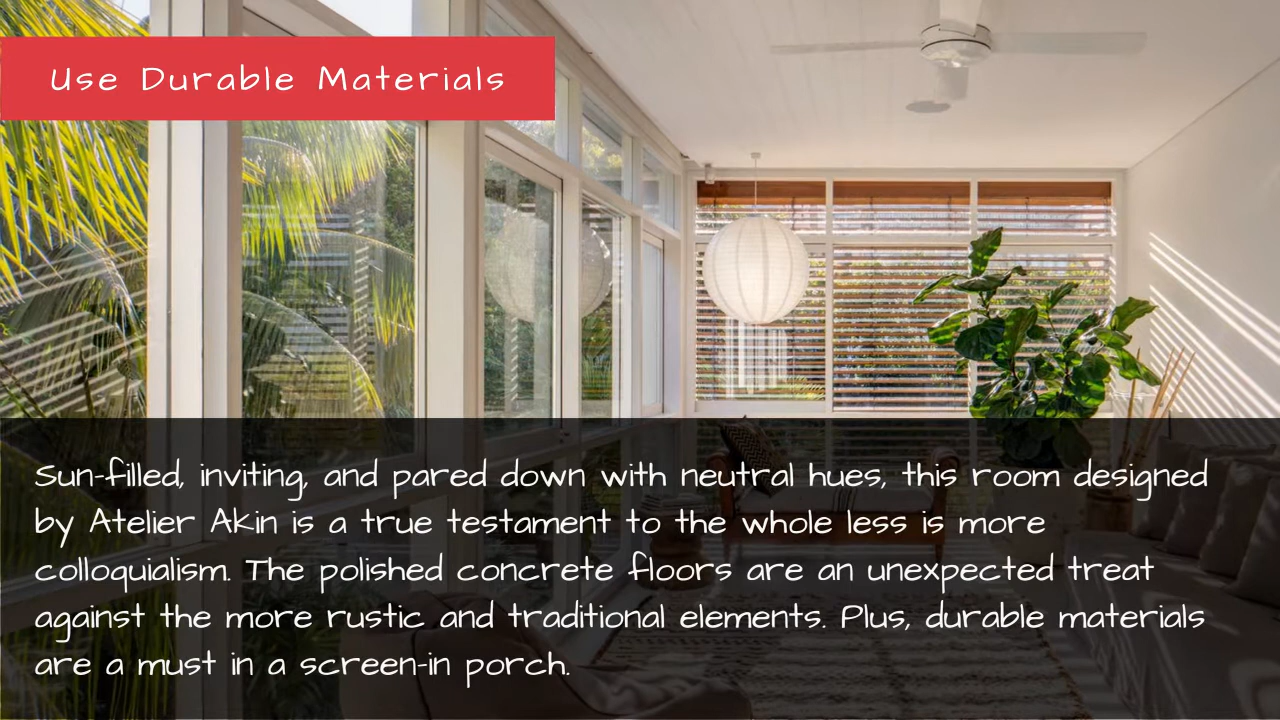 Use Durable Materials
Sun-filled, inviting, and pared down with neutral hues, this room designed
by Atelier Akin is a true testament to the whole less is more
colloquialism. The polished concrete floors are an unexpected treat
against the more rustic and traditional elements. Plus, durable materials
are a must in a screen-in porch.